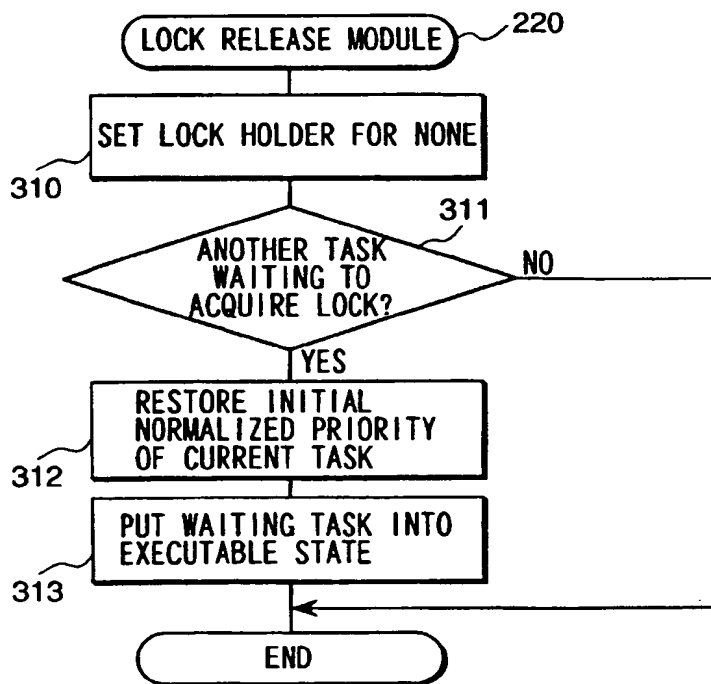 LOCK RELEASE MODULE
220
SET LOCK HOLDER FOR NONE
310
311
ANOTHER TASK
WAITING TO
ACQUIRE LOCK?
NO
YES
RESTORE INITIAL
NORMALIZED PRIORITY
OF CURRENT TASK
312
PUT WAITING TASK INTO
EXECUTABLE STATE
313
END